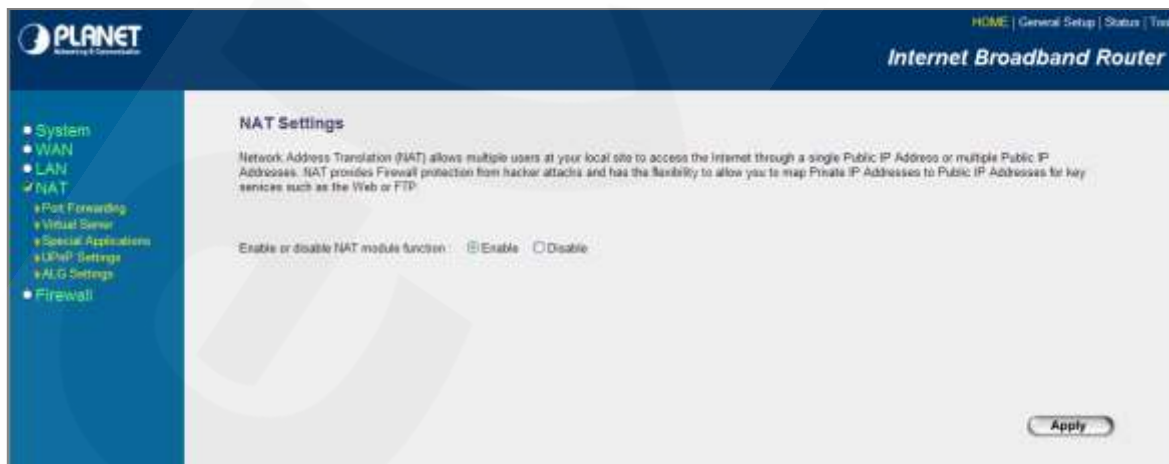 PLANET
Networking & Communication
HOME | General Setup | Status | Too
Internet Broadband Router
System
WAN
LAN
NAT
Port Forwarding
Virtual Server
Special Applications
UPnP Settings
ALG Settings
Firewall
NAT Settings
Network Address Translation (NAT) allows multiple users at your local site to access the Internet through a single Public IP Address or multiple Public IP
Addresses. NAT provides Firewall protection from hacker attacks and has the flexibility to allow you to map Private IP Addresses to Public IP Addresses for key
services such as the Web or FTP
Enable or disable NAT module function : Enable Disable
Apply